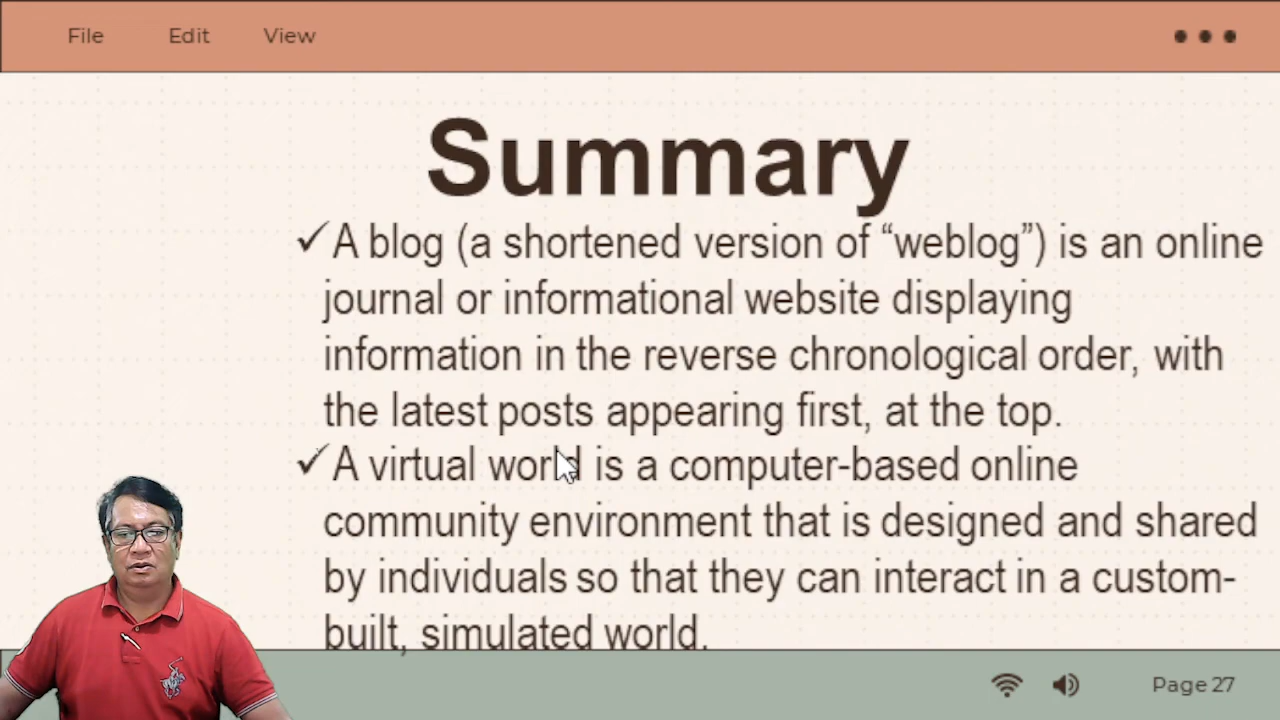 File Edit View
Summary
✓A blog (a shortened version of “weblog”) is an online
journal or informational website displaying
information in the reverse chronological order, with
the latest posts appearing first, at the top.
✓A virtual world is a computer-based online
community environment that is designed and shared
by individuals so that they can interact in a custom-
built, simulated world.
Page 27